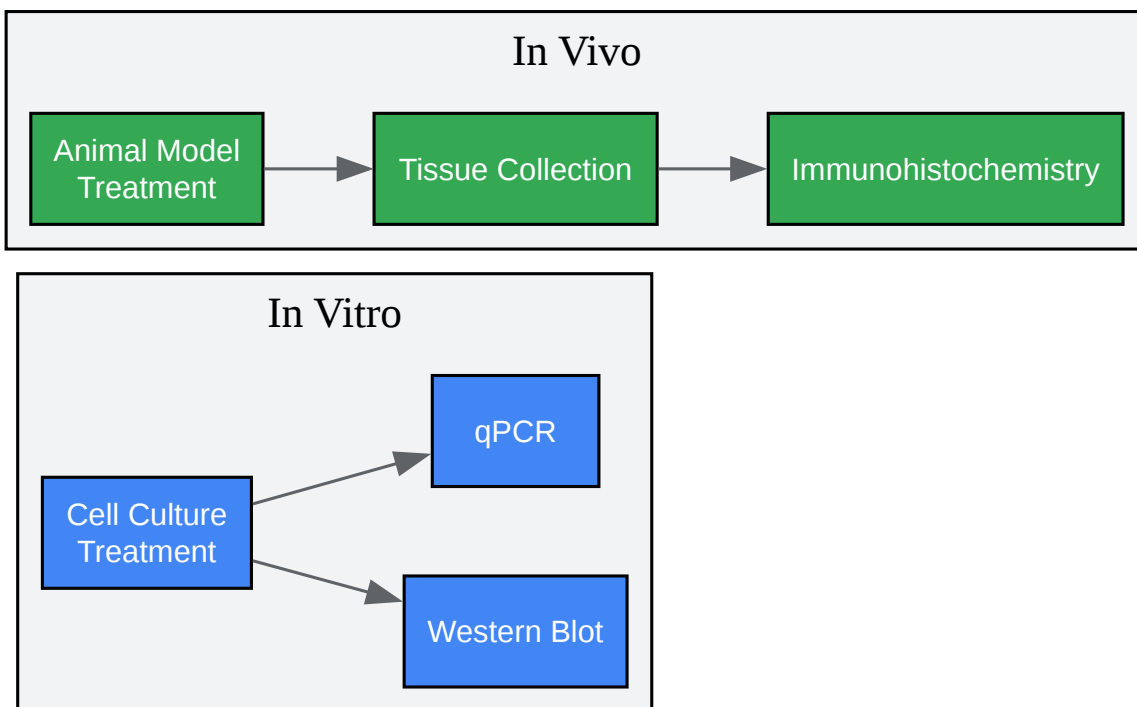 In Vivo
Animal Model
Treatment
Tissue Collection
Immunohistochemistry
In Vitro
qPCR
Cell Culture
Treatment
Western Blot